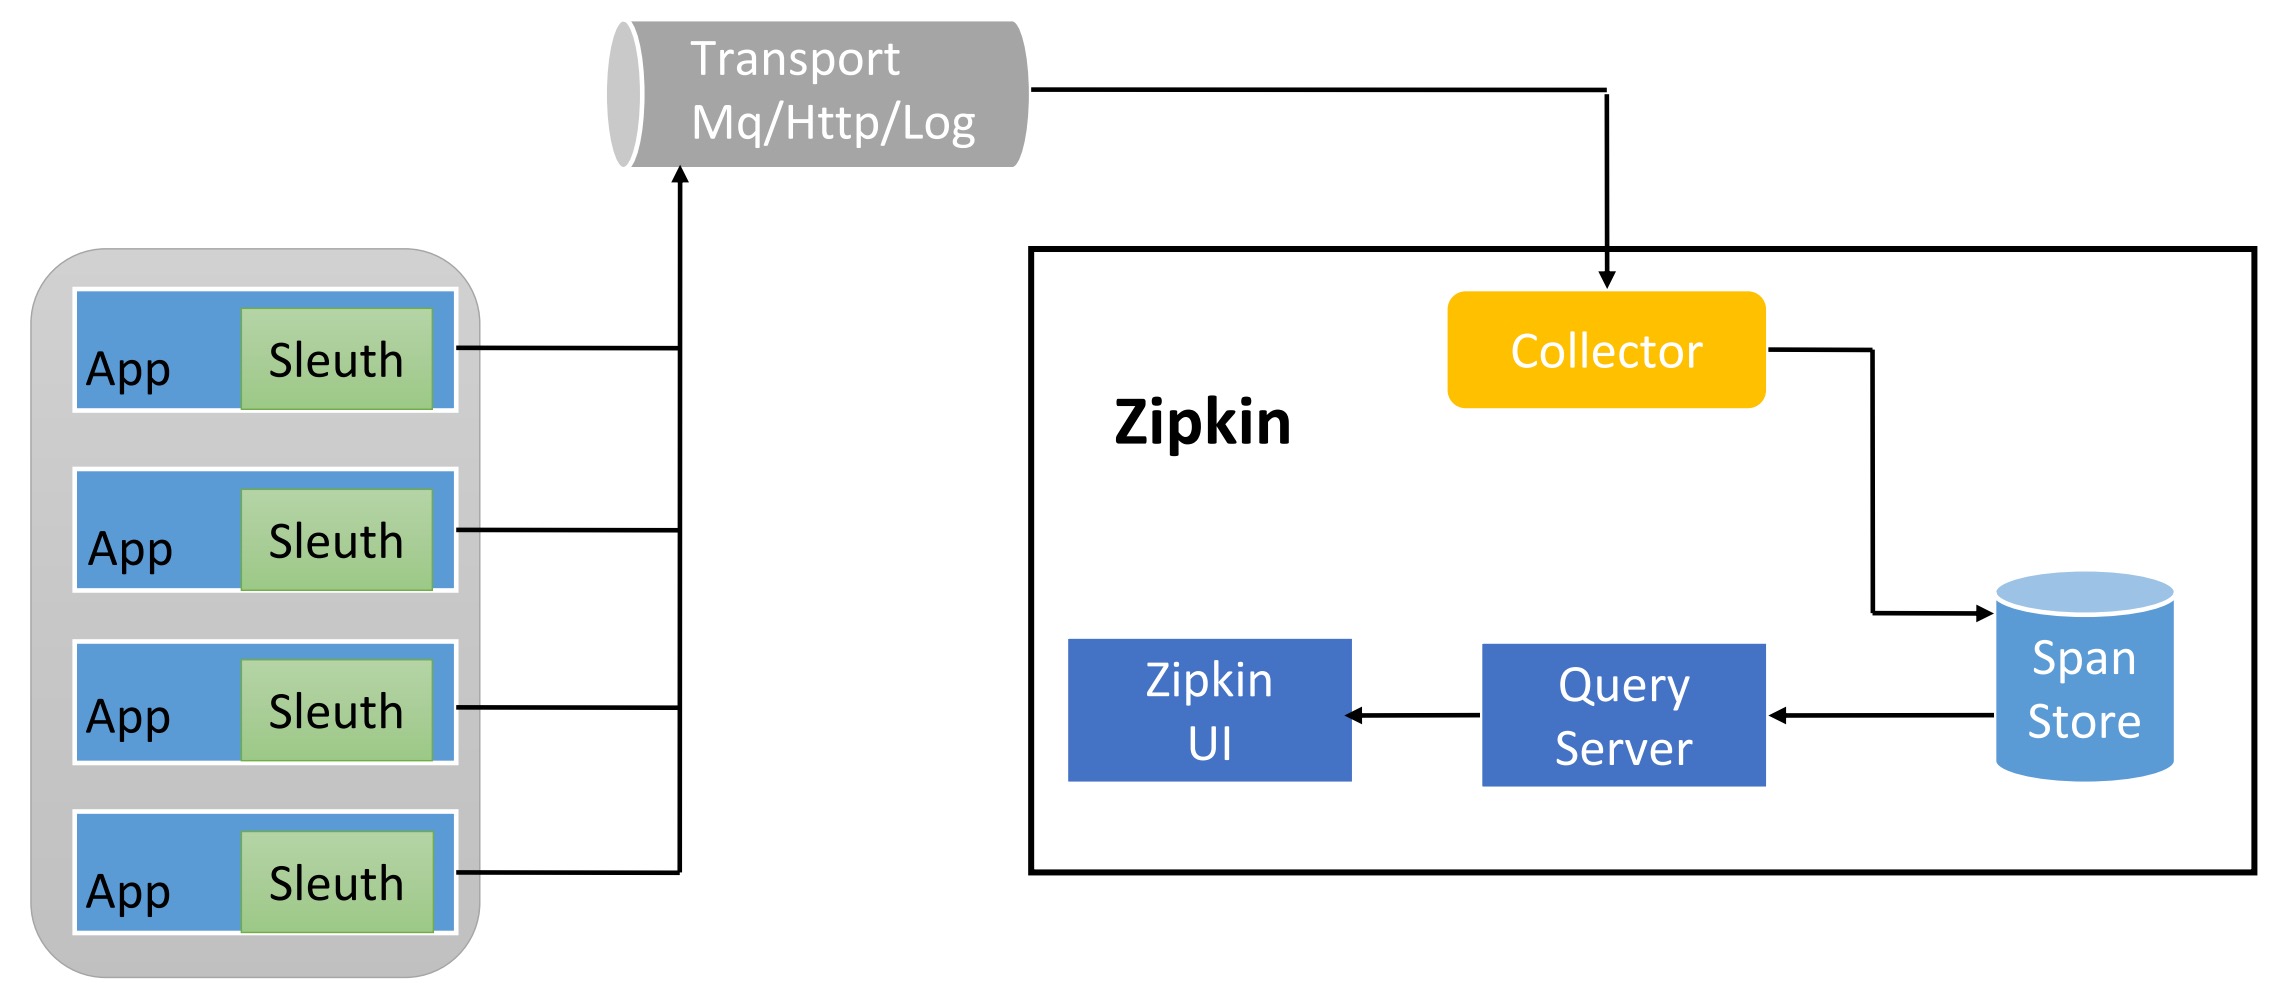 Transport
Mq/Http/Log
App
Sleuth
App
Sleuth
App
Sleuth
App
Sleuth
Zipkin
Collector
Span
Store
Query
Server
Zipkin
UI